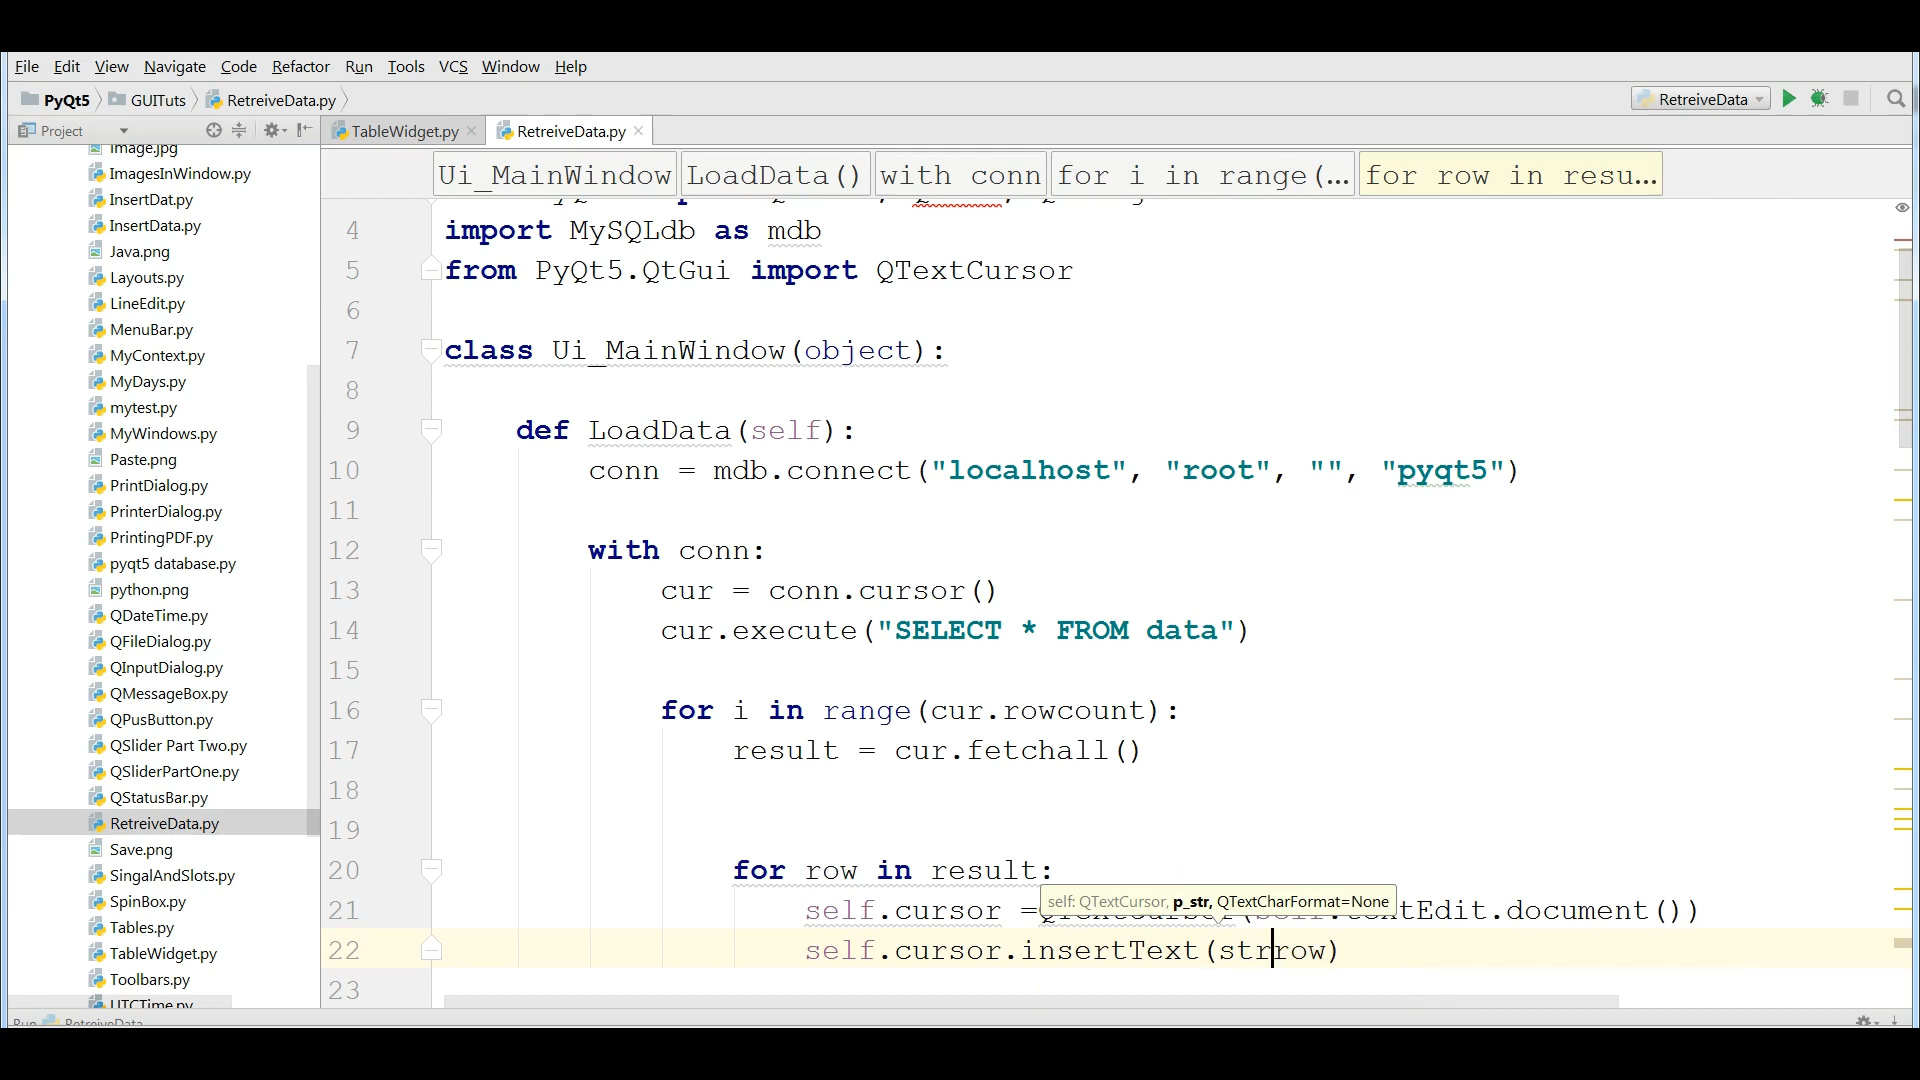 File Edit View Navigate Code Refactor Run Tools VCS Window Help
PyQt5 GUITuts RetreiveData.py RetreiveData
Project TableWidget.py RetreiveData.py
Ui_MainWindow LoadData() with conn for i in range(... for row in resu...
Image.jpg
ImagesInWindow.py
InsertDat.py
InsertData.py
Java.png
Layouts.py
LineEdit.py
MenuBar.py
MyContext.py
MyDays.py
mytest.py
MyWindows.py
Paste.png
PrintDialog.py
PrinterDialog.py
PrintingPDF.py
pyqt5 database.py
python.png
QDateTime.py
QFileDialog.py
QInputDialog.py
QMessageBox.py
QPusButton.py
QSlider Part Two.py
QSliderPartOne.py
QStatusBar.py
RetreiveData.py
Save.png
SingalAndSlots.py
SpinBox.py
Tables.py
TableWidget.py
Toolbars.py
UTCTime.py
4 import MySQLdb as mdb
5 from PyQt5.QtGui import QTextCursor
6
7 class Ui_MainWindow(object):
8
9 def LoadData(self):
10 conn = mdb.connect("localhost", "root", "", "pyqt5")
11
12 with conn:
13 cur = conn.cursor()
14 cur.execute("SELECT * FROM data")
15
16 for i in range(cur.rowcount):
17 result = cur.fetchall()
18
19
20 for row in result:
self: QTextCursor, p_str, QTextCharFormat=None
21 self.cursor =QTextCursor(self.textEdit.document())
22 self.cursor.insertText(strrow)
23
Run RetreiveData